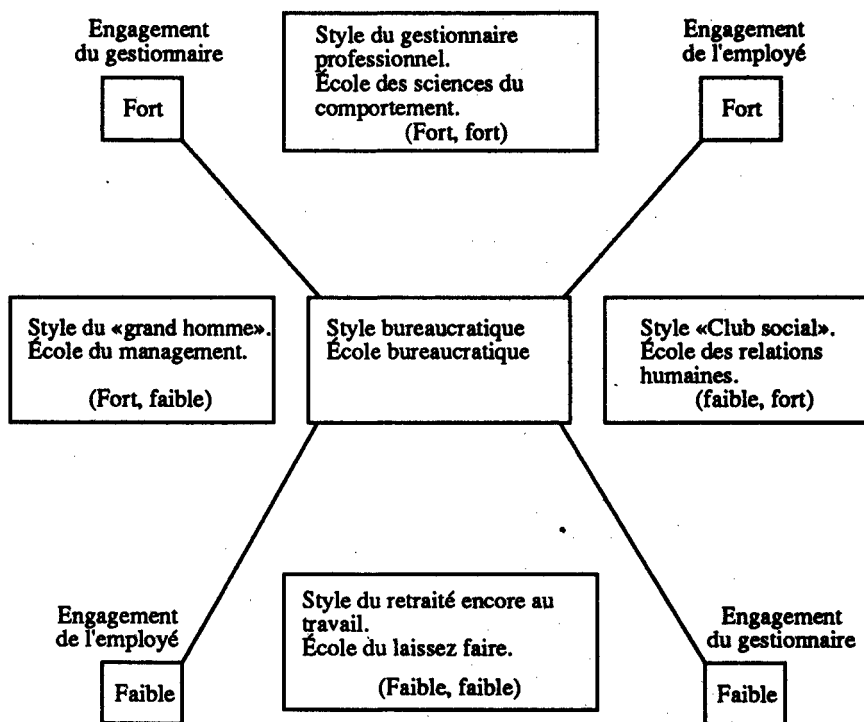 Engagement
du gestionnaire
Fort
Style du gestionnaire
professionnel.
École des sciences du
comportement.
(Fort, fort)
Engagement
de l'employé
Fort
Style du «grand homme».
École du management.
(Fort, faible)
Style bureaucratique
École bureaucratique
Style «Club social».
École des relations
humaines.
(faible, fort)
Engagement
de l'employé
Faible
Style du retraité encore au
travail.
École du laissez faire.
(Faible, faible)
Engagement
du gestionnaire
Faible